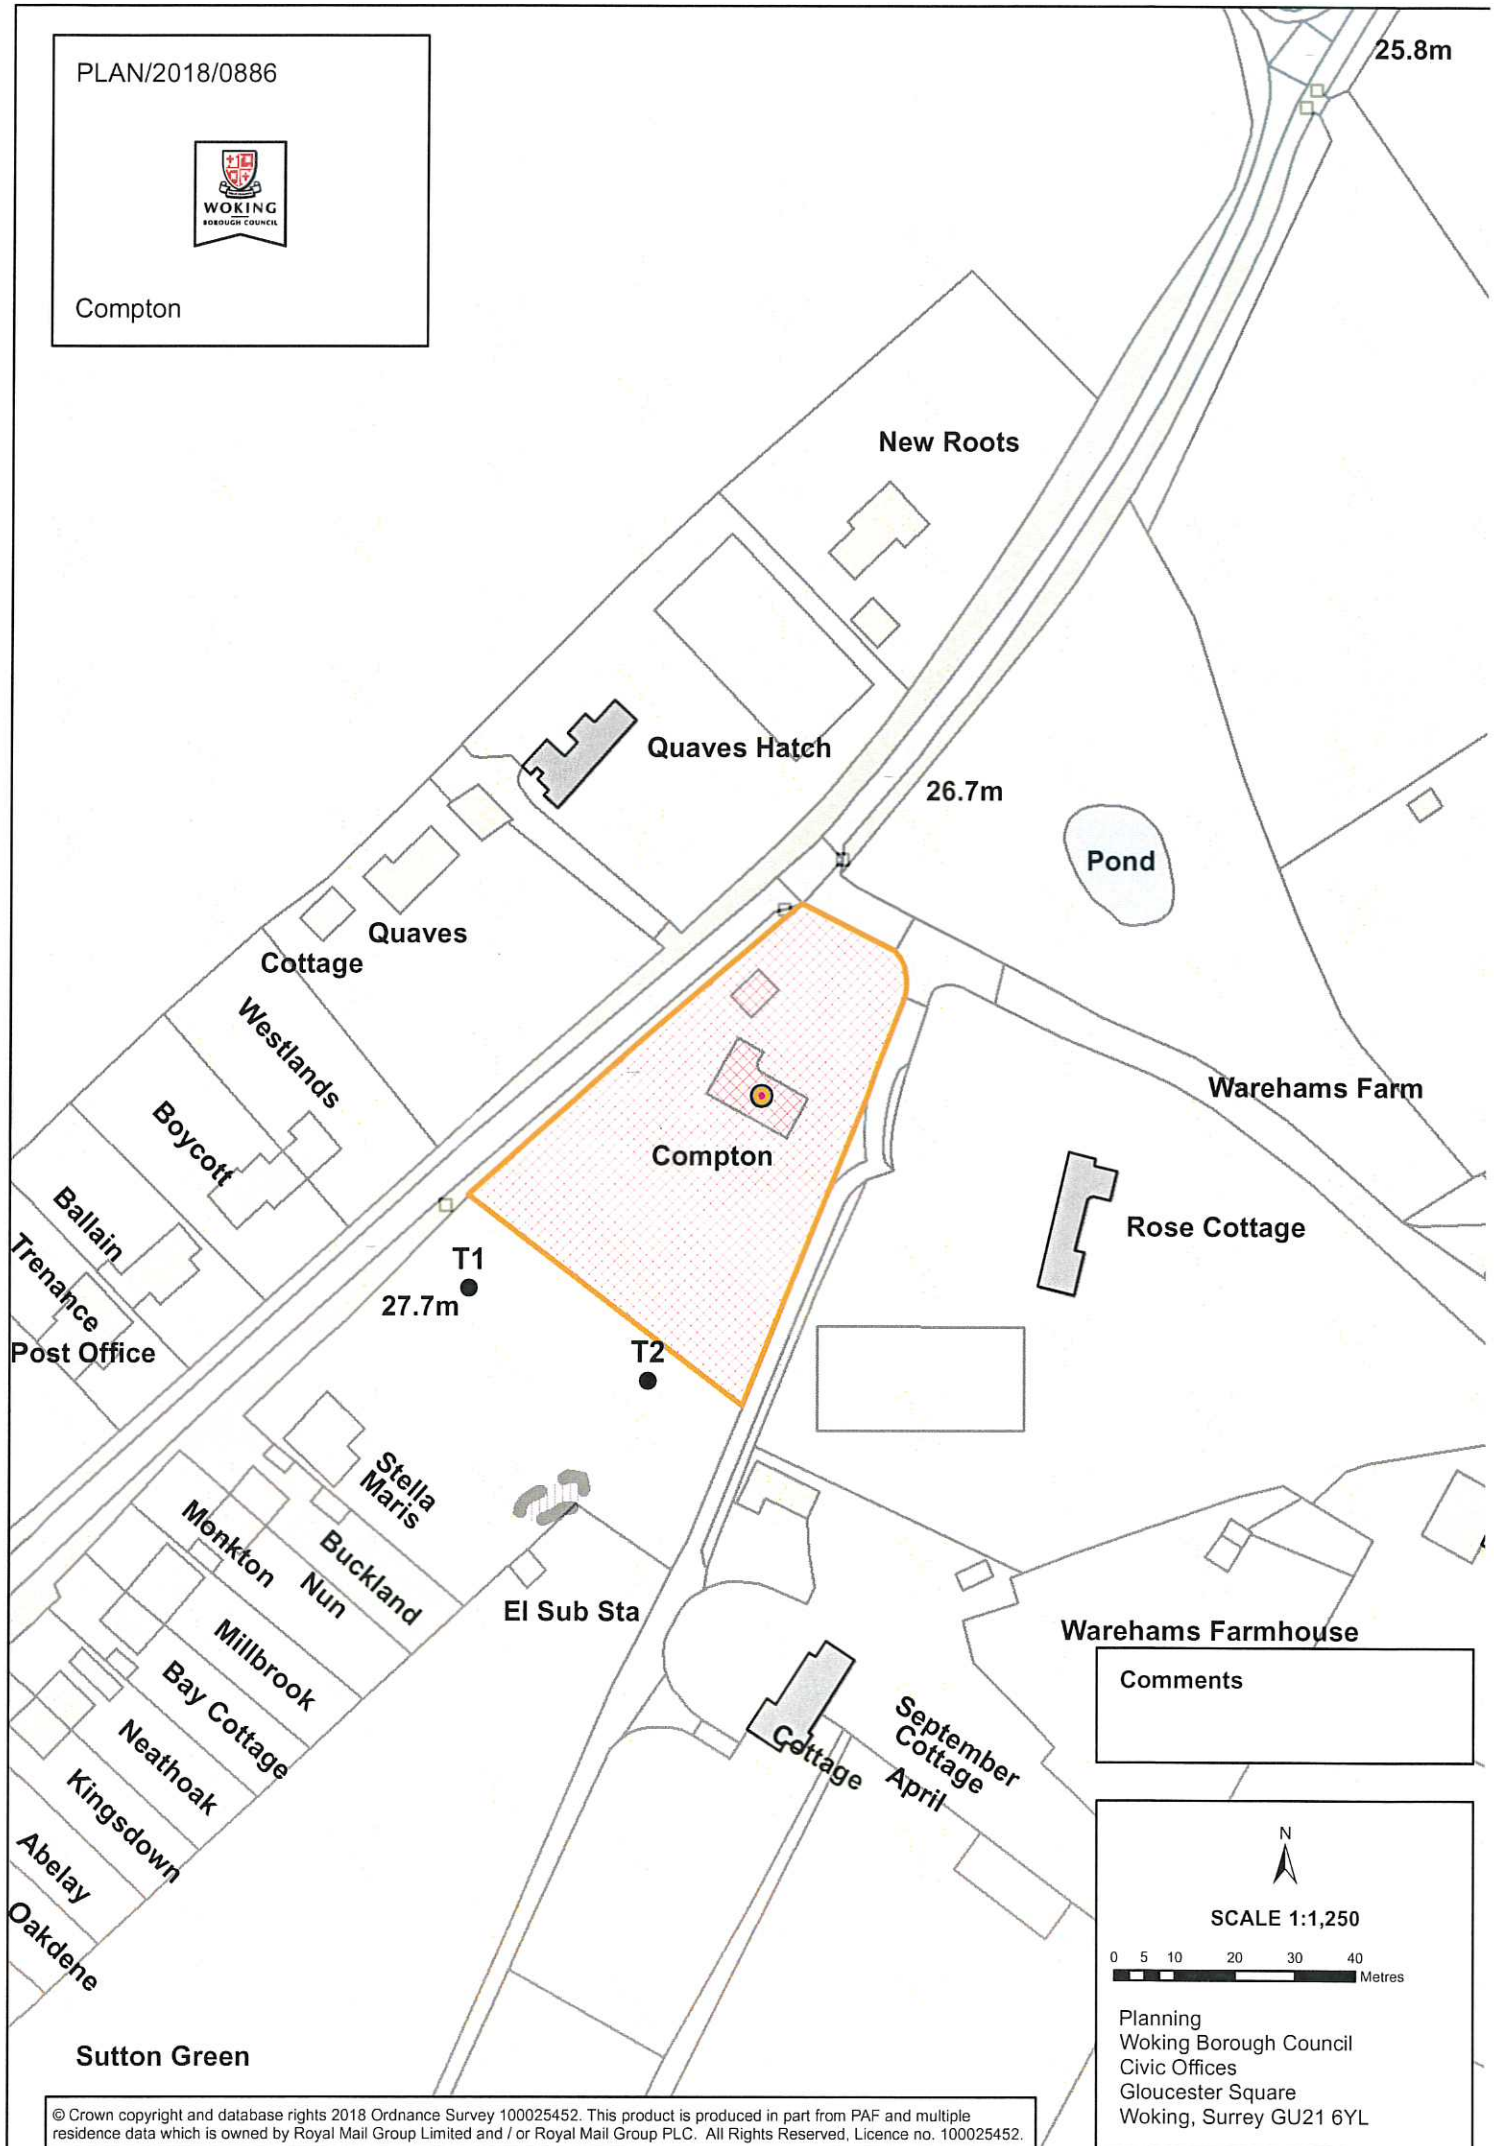 PLAN/2018/0886
WOKING
BOROUGH COUNCIL
Compton
25.8m
New Roots
Quaves Hatch
26.7m
Pond
Quaves
Cottage
Westlands
Boycott
Ballain
Trenance
Post Office
Compton
Warehams Farm
Rose Cottage
T1
27.7m
T2
Stella
Maris
Monkton
Nun
Buckland
El Sub Sta
Millbrook
Bay Cottage
Neathoak
Kingsdown
Abelay
Oakdene
Warehams Farmhouse
September
Cottage
April
Cottage
Sutton Green
Comments
N
SCALE 1:1,250
0 5 10 20 30 40
Metres
Planning
Woking Borough Council
Civic Offices
Gloucester Square
Woking, Surrey GU21 6YL
© Crown copyright and database rights 2018 Ordnance Survey 100025452. This product is produced in part from PAF and multiple
residence data which is owned by Royal Mail Group Limited and / or Royal Mail Group PLC. All Rights Reserved, Licence no. 100025452.